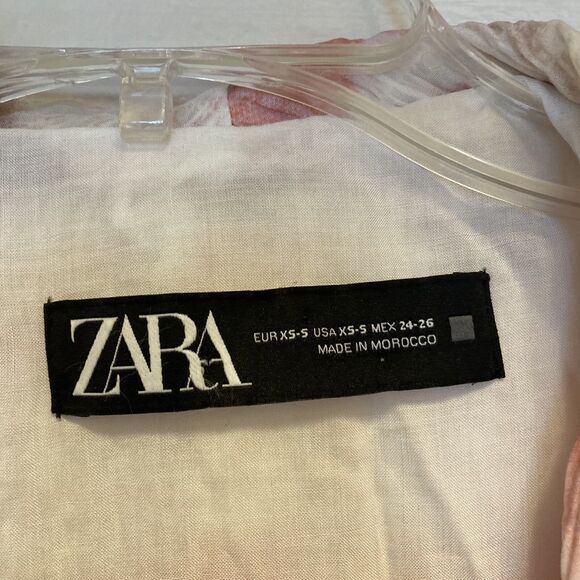 ZARA
EUR XS-S USA XS-S MEX 24-26
MADE IN MOROCCO